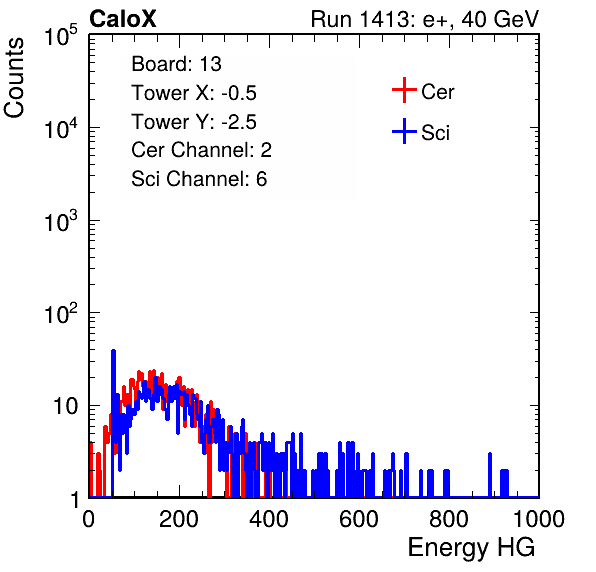 CaloX Run 1413: e+, 40 GeV
Counts
Board: 13
Tower X: -0.5
Tower Y: -2.5
Cer Channel: 2
Sci Channel: 6
Cer
Sci
10^5
10^4
10^3
10^2
10
1
0 200 400 600 800 1000
Energy HG